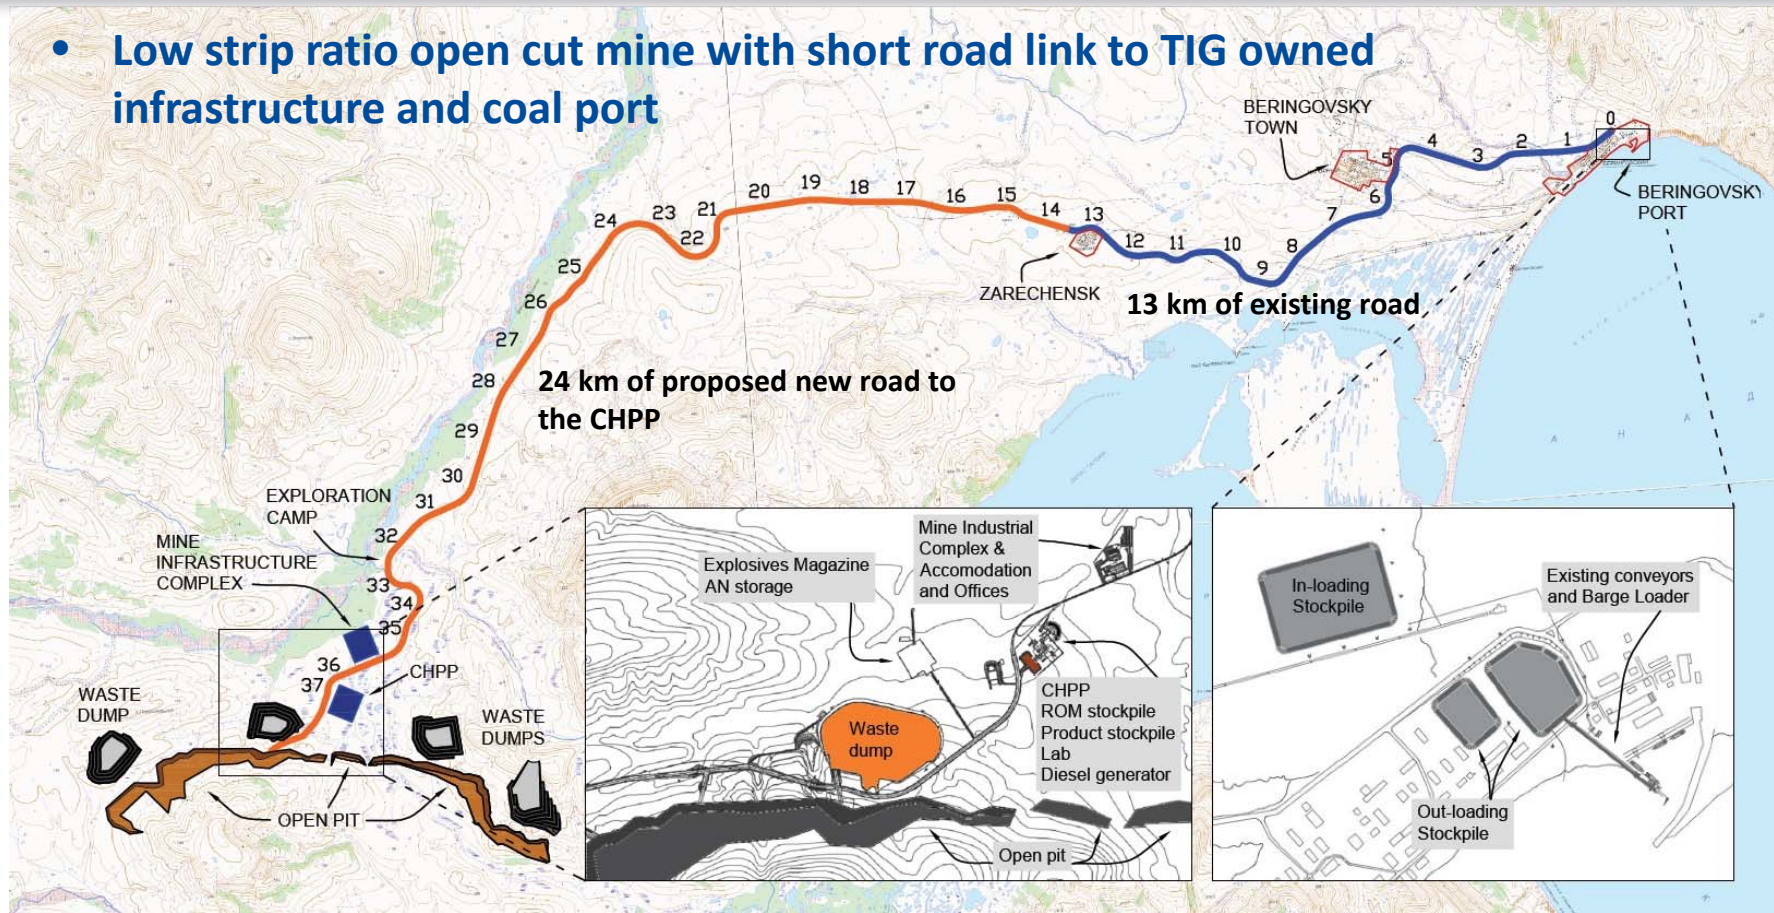 • Low strip ratio open cut mine with short road link to TIG owned
infrastructure and coal port
BERINGOVSKY
TOWN
0
1
2
3
4
5
6
7
8
9
10
11
12
13
14
15
16
17
18
19
20
21
22
23
24
25
26
27
28
29
30
31
32
33
34
35
36
37
BERINGOVSKY
PORT
ZARECHENSK
13 km of existing road
24 km of proposed new road to
the CHPP
EXPLORATION
CAMP
MINE
INFRASTRUCTURE
COMPLEX
CHPP
WASTE
DUMP
WASTE
DUMPS
OPEN PIT
Explosives Magazine
AN storage
Mine Industrial
Complex &
Accomodation
and Offices
CHPP
ROM stockpile
Product stockpile
Lab
Diesel generator
Waste
dump
Open pit
In-loading
Stockpile
Existing conveyors
and Barge Loader
Out-loading
Stockpile